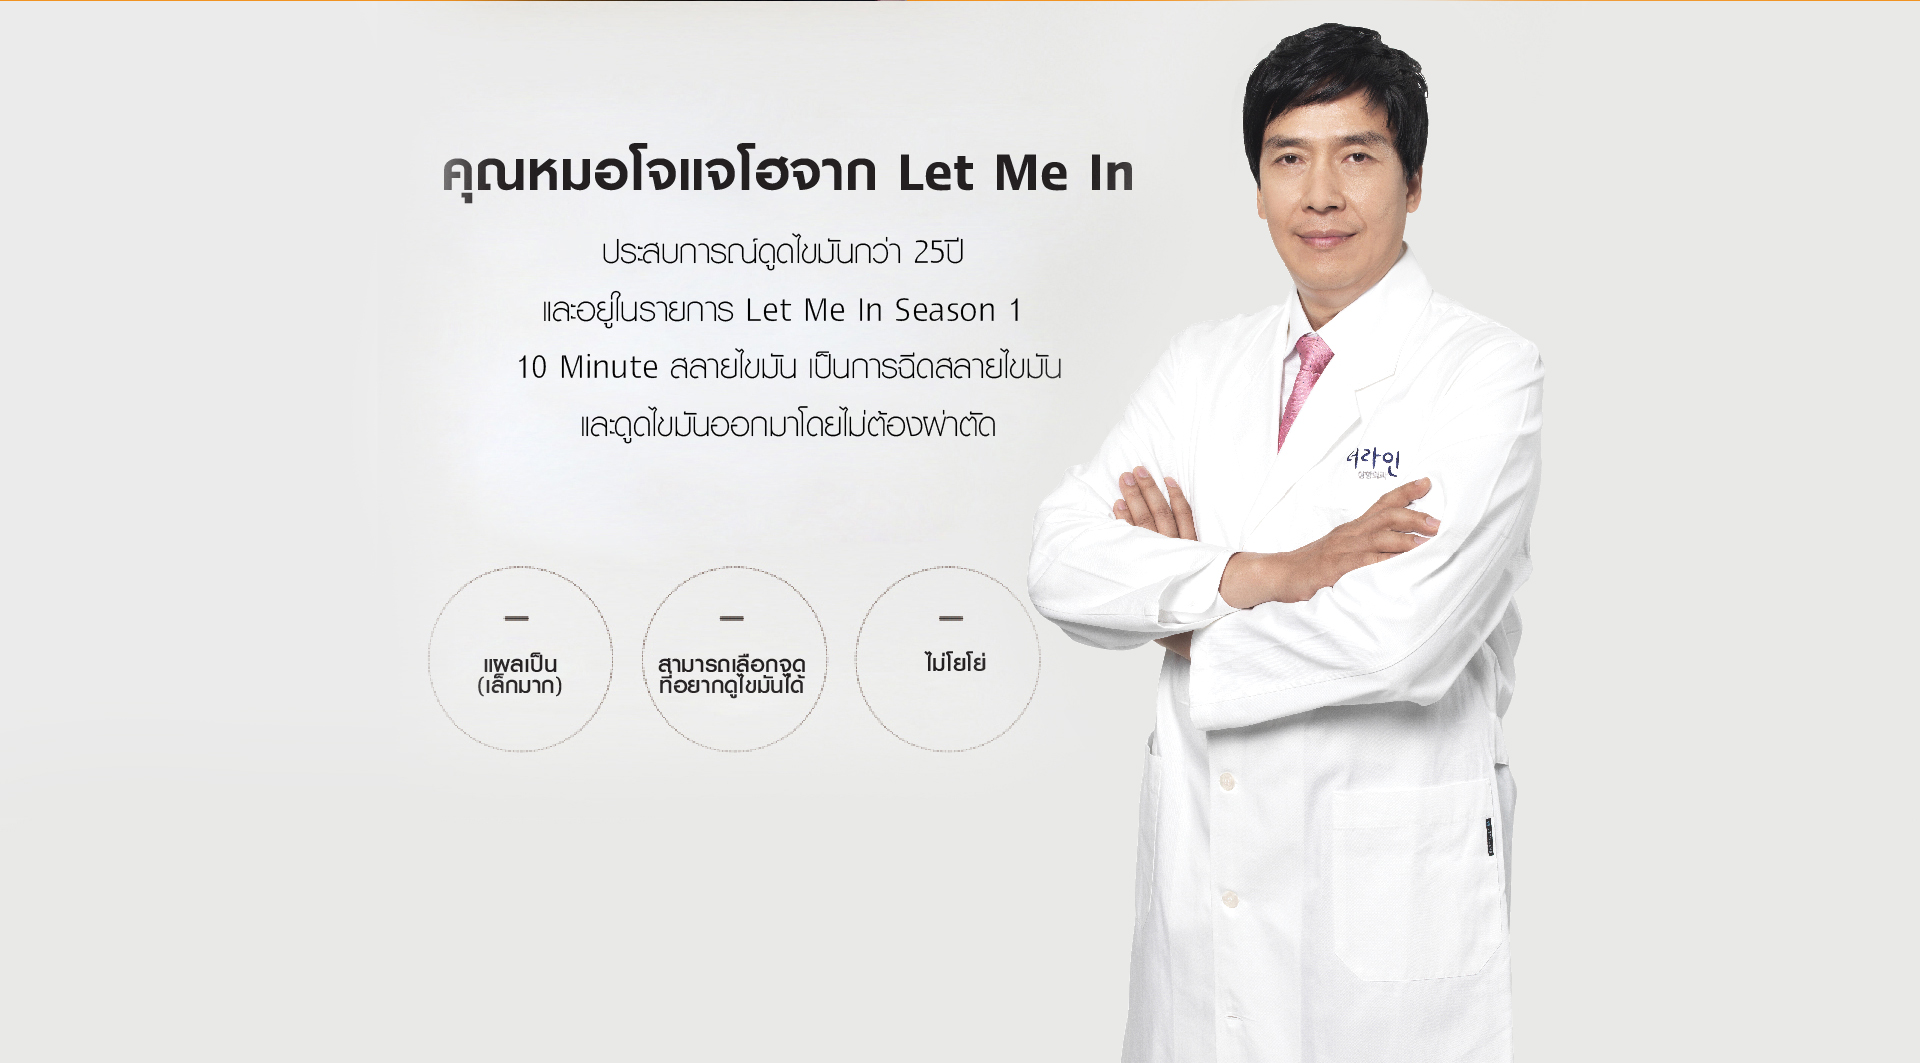 คุณหมอโจแจโฮจาก Let Me In
ประสบการณ์ดูดไขมันกว่า 25ปี
และอยู่ในรายการ Let Me In Season 1
10 Minute สลายไขมัน เป็นการฉีดสลายไขมัน
และดูดไขมันออกมาโดยไม่ต้องผ่าตัด
더라인
แผลเป็น
(เล็กมาก)
สามารถเลือกจุด
ที่อยากดูไขมันได้
ไม่โยโย่